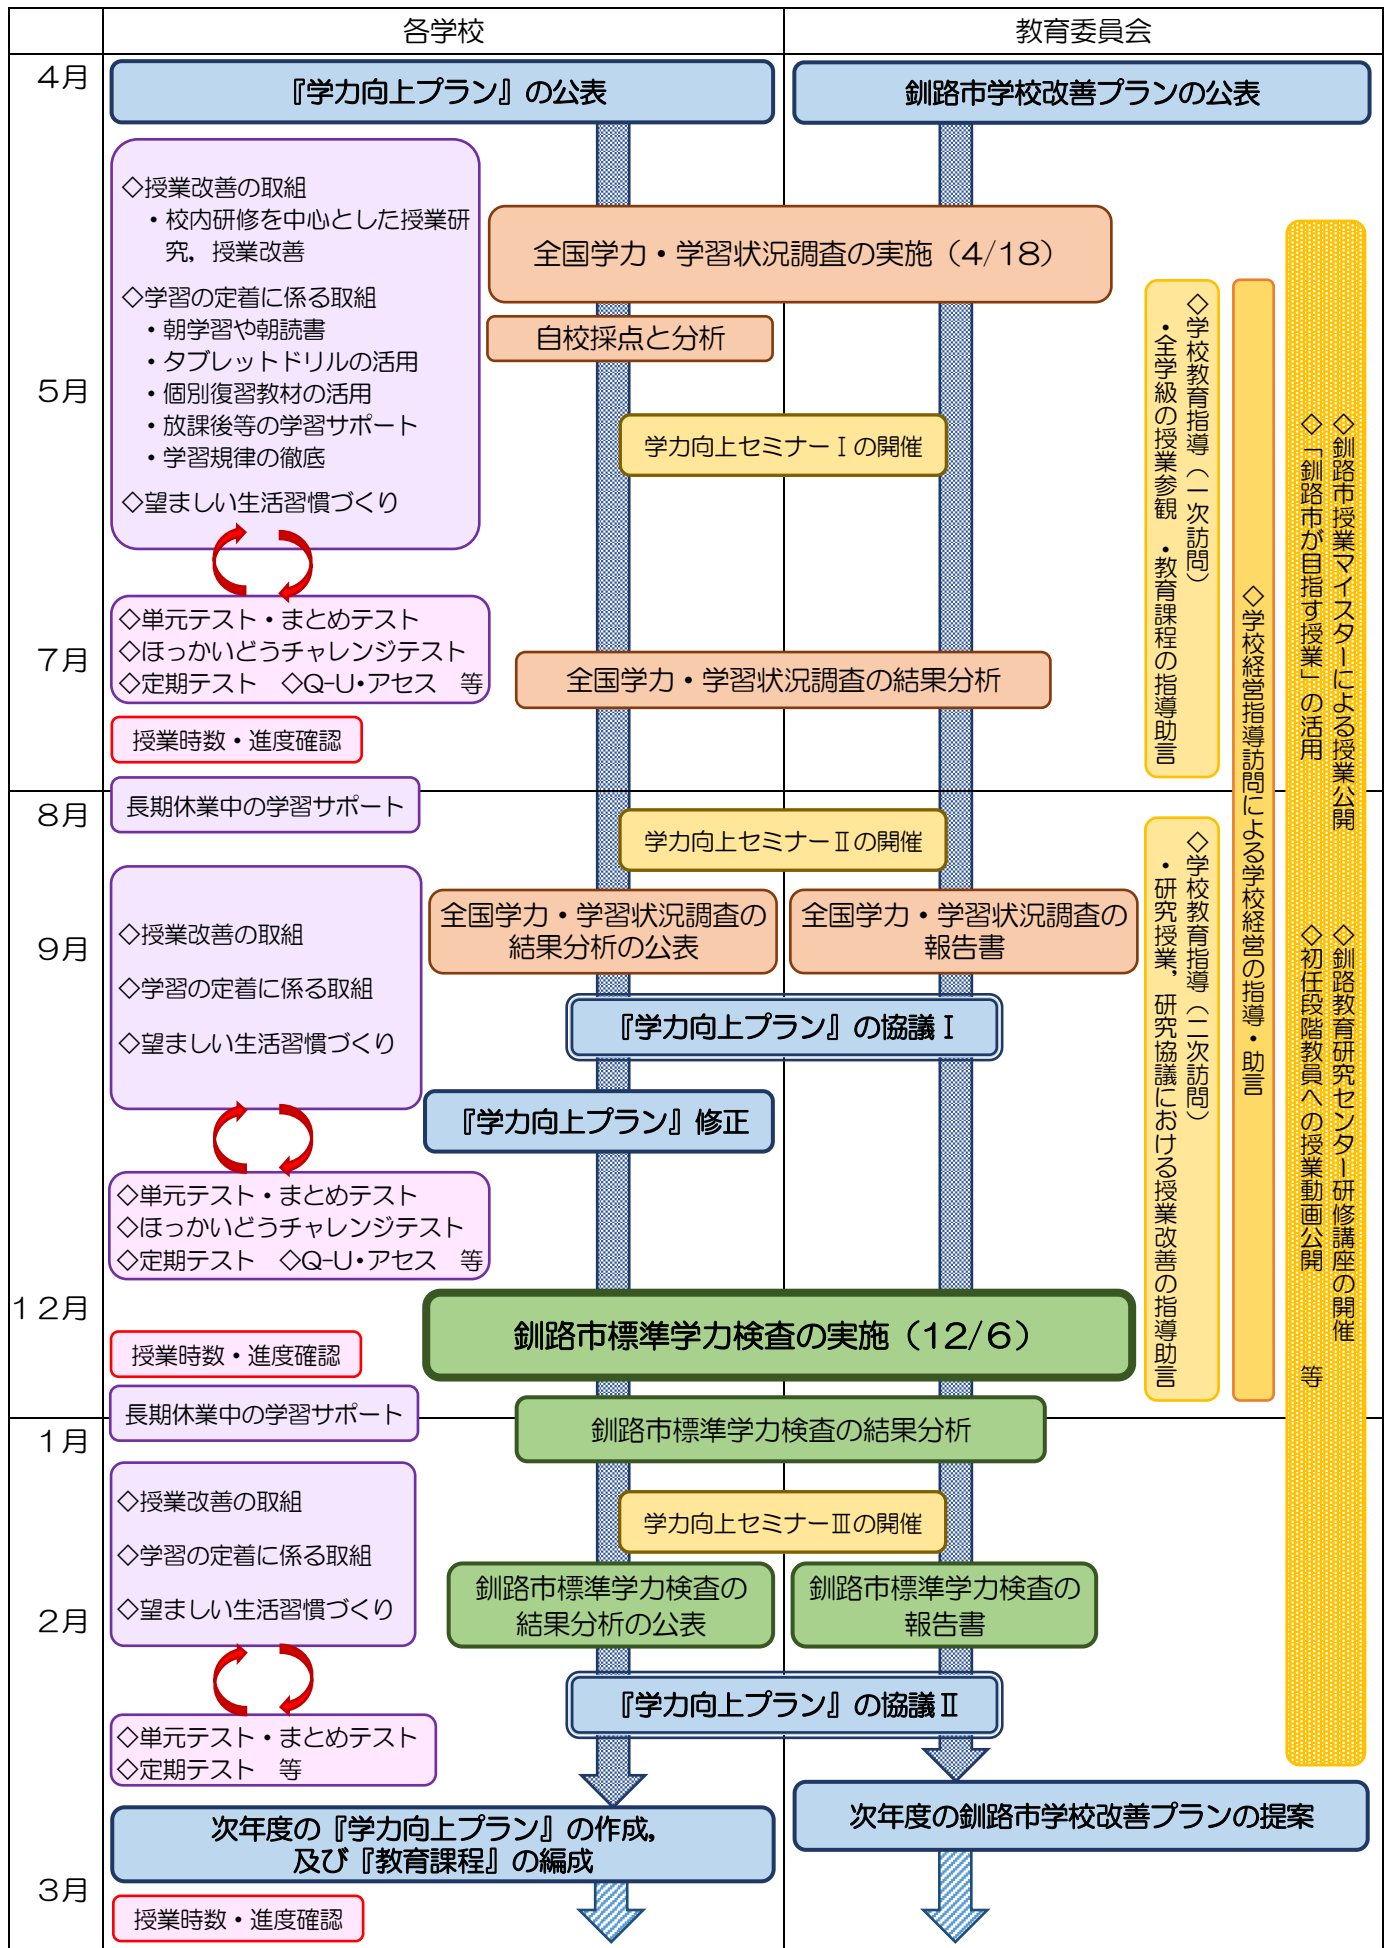 各学校
教育委員会
4月
『学力向上プラン』の公表
釧路市学校改善プランの公表
◇授業改善の取組
・校内研修を中心とした授業研
究，授業改善
◇学習の定着に係る取組
・朝学習や朝読書
・タブレットドリルの活用
・個別復習教材の活用
・放課後等の学習サポート
・学習規律の徹底
◇望ましい生活習慣づくり
全国学力・学習状況調査の実施（4/18）
自校採点と分析
5月
学力向上セミナーⅠの開催
◇単元テスト・まとめテスト
◇ほっかいどうチャレンジテスト
◇定期テスト　◇Q-U・アセス　等
7月
全国学力・学習状況調査の結果分析
授業時数・進度確認
◇学校教育指導（一次訪問）
・全学級の授業参観　・教育課程の指導助言
◇学校経営指導訪問による学校経営の指導・助言
◇釧路市授業マイスターによる授業公開　◇釧路教育研究センター研修講座の開催
◇「釧路市が目指す授業」の活用　◇初任段階教員への授業動画公開　等
長期休業中の学習サポート
8月
学力向上セミナーⅡの開催
◇授業改善の取組
◇学習の定着に係る取組
◇望ましい生活習慣づくり
9月
全国学力・学習状況調査の
結果分析の公表
全国学力・学習状況調査の
報告書
『学力向上プラン』の協議Ⅰ
『学力向上プラン』修正
◇学校教育指導（二次訪問）
・研究授業，研究協議における授業改善の指導助言
◇単元テスト・まとめテスト
◇ほっかいどうチャレンジテスト
◇定期テスト　◇Q-U・アセス　等
12月
釧路市標準学力検査の実施（12/6）
授業時数・進度確認
長期休業中の学習サポート
釧路市標準学力検査の結果分析
1月
◇授業改善の取組
◇学習の定着に係る取組
◇望ましい生活習慣づくり
学力向上セミナーⅢの開催
2月
釧路市標準学力検査の
結果分析の公表
釧路市標準学力検査の
報告書
『学力向上プラン』の協議Ⅱ
◇単元テスト・まとめテスト
◇定期テスト　等
次年度の『学力向上プラン』の作成，
及び『教育課程』の編成
次年度の釧路市学校改善プランの提案
3月
授業時数・進度確認